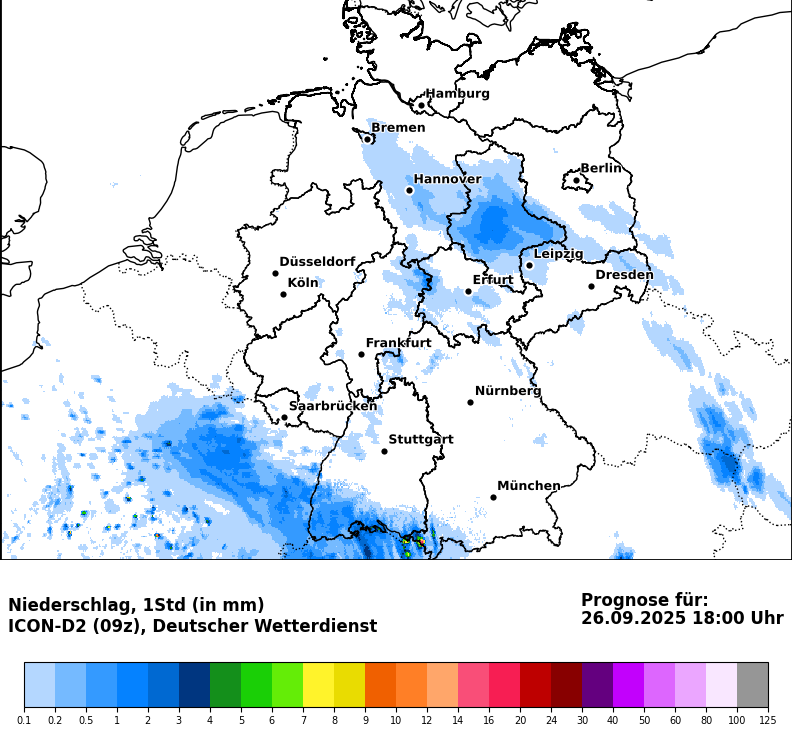 Hamburg
Bremen
Berlin
Hannover
Leipzig
Düsseldorf
Dresden
Erfurt
Köln
Frankfurt
Nürnberg
Saarbrücken
Stuttgart
München
Niederschlag, 1Std (in mm)
ICON-D2 (09z), Deutscher Wetterdienst
Prognose für:
26.09.2025 18:00 Uhr
0.1 0.2 0.5 1 2 3 4 5 6 7 8 9 10 12 14 16 20 24 30 40 50 60 80 100 125